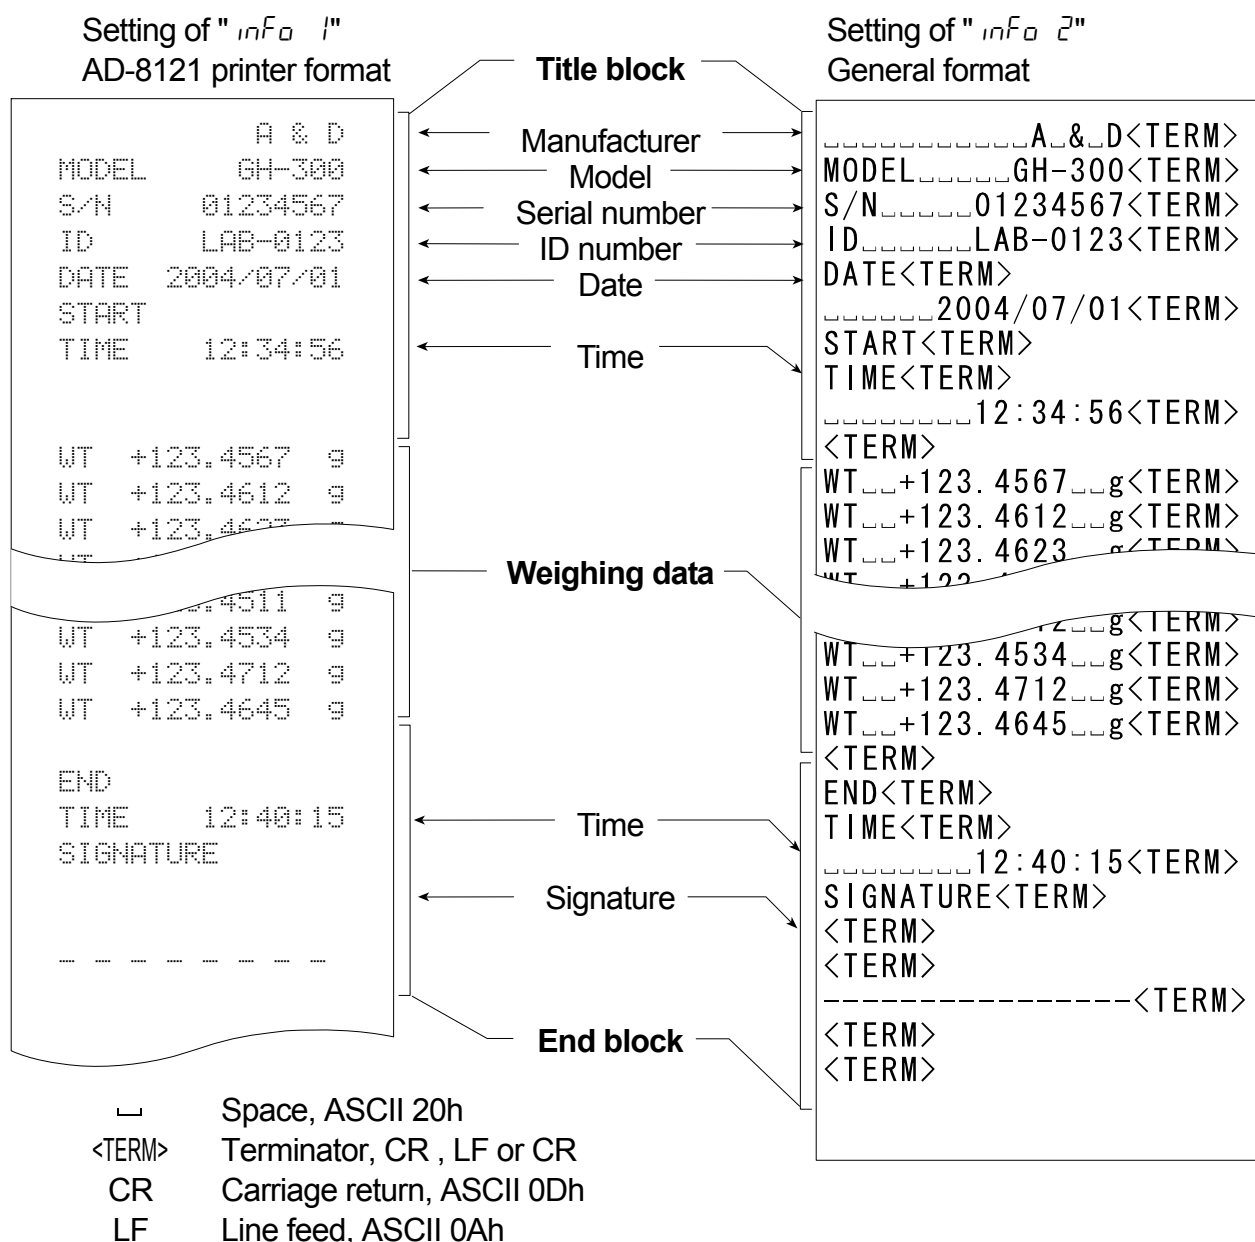 Setting of " info 1"
AD-8121 printer format
A & D
MODEL GH-300
S/N 01234567
ID LAB-0123
DATE 2004/07/01
START
TIME 12:34:56
WT +123.4567 g
WT +123.4612 g
WT
4511 g
WT +123.4534 g
WT +123.4712 g
WT +123.4645 g
END
TIME 12:40:15
SIGNATURE
_ _ _ _ _ _ _ _
Title block
Manufacturer
Model
Serial number
ID number
Date
Time
Weighing data
Time
Signature
End block
Setting of " info 2"
General format
␣␣␣␣␣␣␣␣␣␣␣A␣&␣D<TERM>
MODEL␣␣␣␣␣GH-300<TERM>
S/N␣␣␣␣␣01234567<TERM>
ID␣␣␣␣␣␣LAB-0123<TERM>
DATE<TERM>
␣␣␣␣␣␣2004/07/01<TERM>
START<TERM>
TIME<TERM>
␣␣␣␣␣␣␣␣12:34:56<TERM>
<TERM>
WT␣␣+123.4567␣␣g<TERM>
WT␣␣+123.4612␣␣g<TERM>
WT␣␣+123.4623␣␣g<TERM>
g<TERM>
WT␣␣+123.4534␣␣g<TERM>
WT␣␣+123.4712␣␣g<TERM>
WT␣␣+123.4645␣␣g<TERM>
<TERM>
END<TERM>
TIME<TERM>
␣␣␣␣␣␣␣␣12:40:15<TERM>
SIGNATURE<TERM>
<TERM>
<TERM>
----------------<TERM>
<TERM>
<TERM>
␣ Space, ASCII 20h
<TERM> Terminator, CR , LF or CR
CR Carriage return, ASCII 0Dh
LF Line feed, ASCII 0Ah